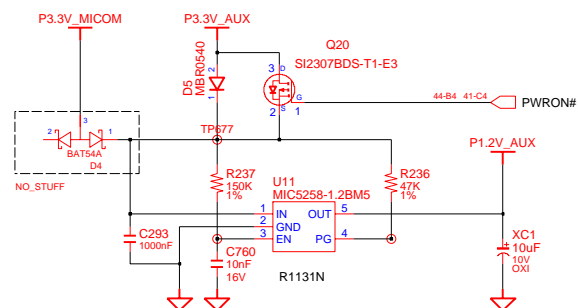 P3.3V_MICOM
P3.3V_AUX
Q20
SI2307BDS-T1-E3
3
D
D5
MBR0540
1
2
G
1
2
S
44-B4 41-C4
PWRON#
3
2
1
BAT54A
D4
NO_STUFF
TP677
P1.2V_AUX
R237
150K
1%
U11
MIC5258-1.2BM5
R236
47K
1%
1
IN
OUT
5
2
GND
3
EN
PG
4
C293
1000nF
C760
10nF
16V
R1131N
XC1
10uF
10V
OXI